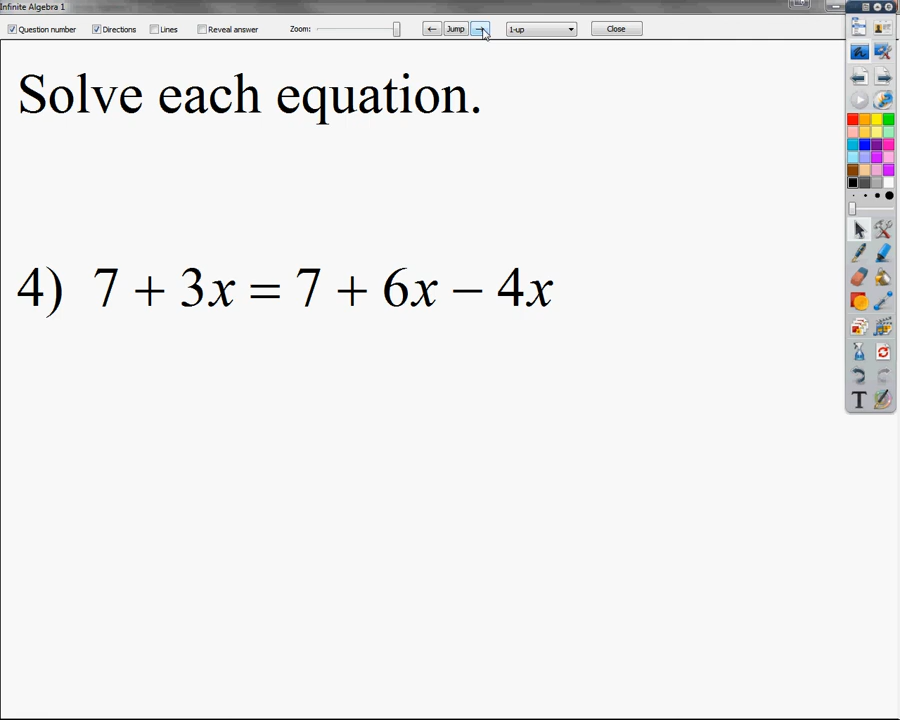 Infinite Algebra 1
Question number Directions Lines Reveal answer Zoom: ← Jump → 1-up Close
Solve each equation.
4) 7 + 3x = 7 + 6x − 4x
T